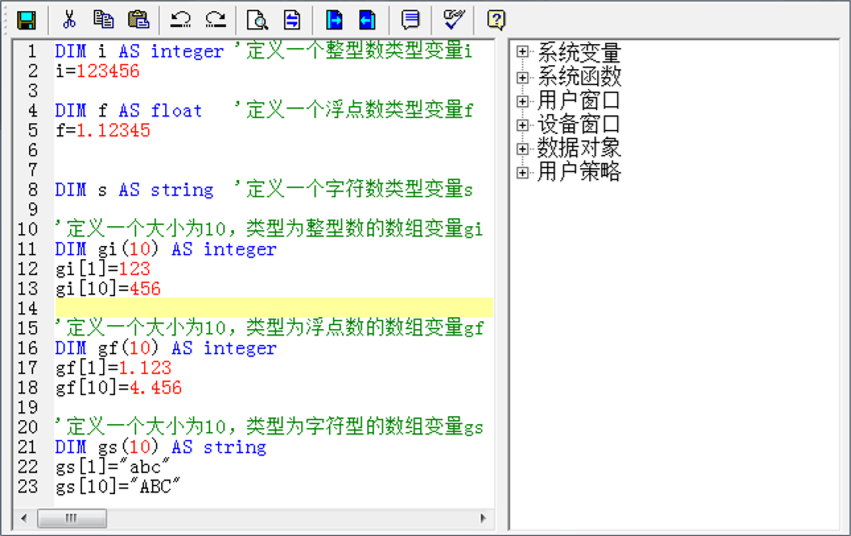 1 DIM i AS integer '定义一个整型数类型变量i
2 i=123456
3
4 DIM f AS float '定义一个浮点数类型变量f
5 f=1.12345
6
7
8 DIM s AS string '定义一个字符数类型变量s
9
10 '定义一个大小为10，类型为整型数的数组变量gi
11 DIM gi(10) AS integer
12 gi[1]=123
13 gi[10]=456
14
15 '定义一个大小为10，类型为浮点数的数组变量gf
16 DIM gf(10) AS integer
17 gf[1]=1.123
18 gf[10]=4.456
19
20 '定义一个大小为10，类型为字符型的数组变量gs
21 DIM gs(10) AS string
22 gs[1]="abc"
23 gs[10]="ABC"
系统变量
系统函数
用户窗口
设备窗口
数据对象
用户策略